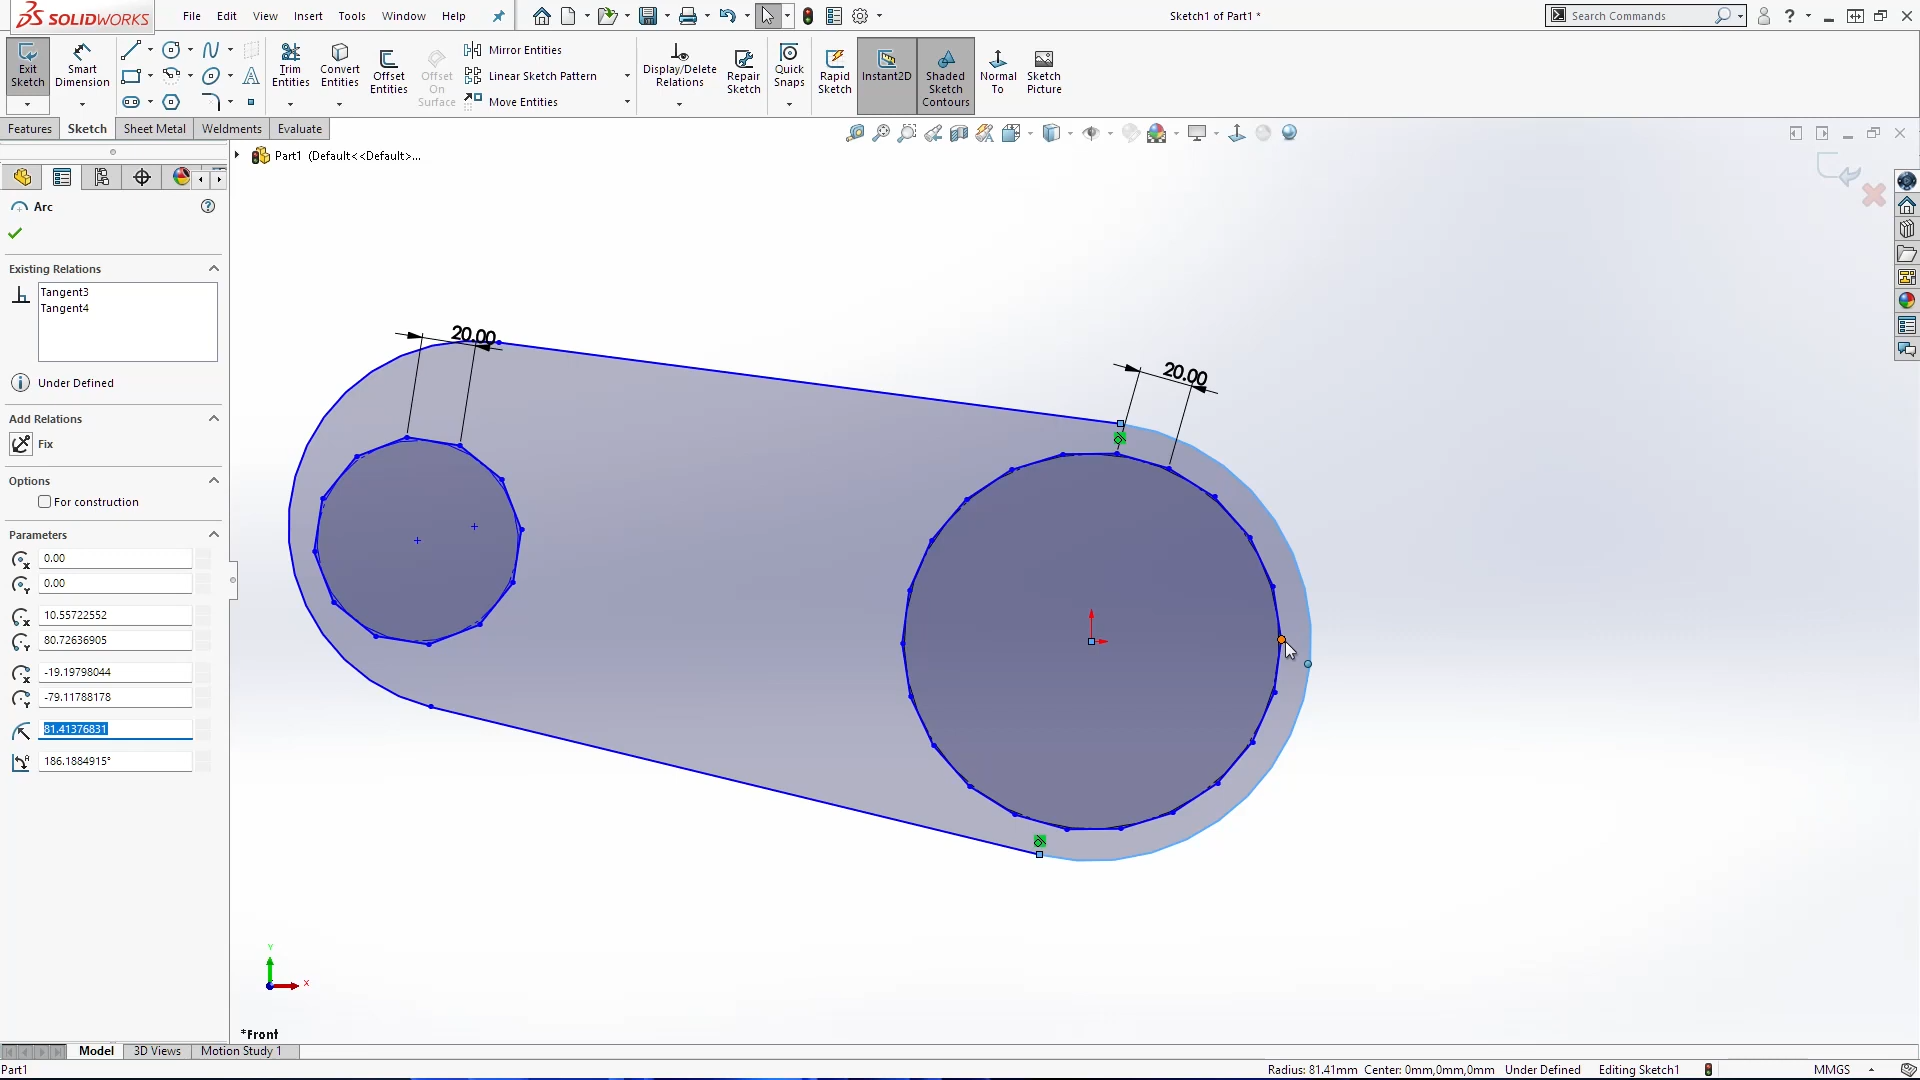 SOLIDWORKS
File Edit View Insert Tools Window Help
Sketch1 of Part1 *
Search Commands
Exit Sketch
Smart Dimension
Trim Entities
Convert Entities
Offset Entities
Offset On Surface
Mirror Entities
Linear Sketch Pattern
Move Entities
Display/Delete Relations
Repair Sketch
Quick Snaps
Rapid Sketch
Instant2D
Shaded Sketch Contours
Normal To
Sketch Picture
Features Sketch Sheet Metal Weldments Evaluate
Part1 (Default<<Default>...
Arc
Existing Relations
Tangent3
Tangent4
Under Defined
Add Relations
Fix
Options
For construction
Parameters
0.00
0.00
10.55722552
80.72636905
-19.19798044
-79.11788178
81.41376831
186.1884915°
20.00
20.00
Y
X
*Front
Model 3D Views Motion Study 1
Part1
Radius: 81.41mm Center: 0mm,0mm,0mm Under Defined Editing Sketch1 MMGS